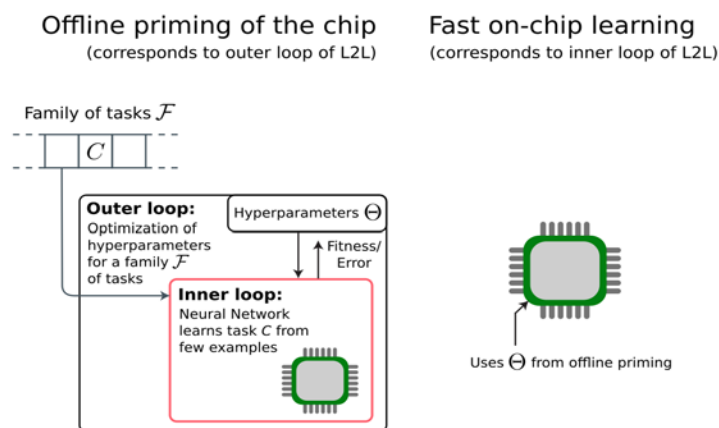 Offline priming of the chip
(corresponds to outer loop of L2L)
Fast on-chip learning
(corresponds to inner loop of L2L)
Family of tasks ℱ
C
Outer loop:
Optimization of
hyperparameters
for a family ℱ
of tasks
Hyperparameters Θ
Fitness/
Error
Inner loop:
Neural Network
learns task C from
few examples
Uses Θ from offline priming